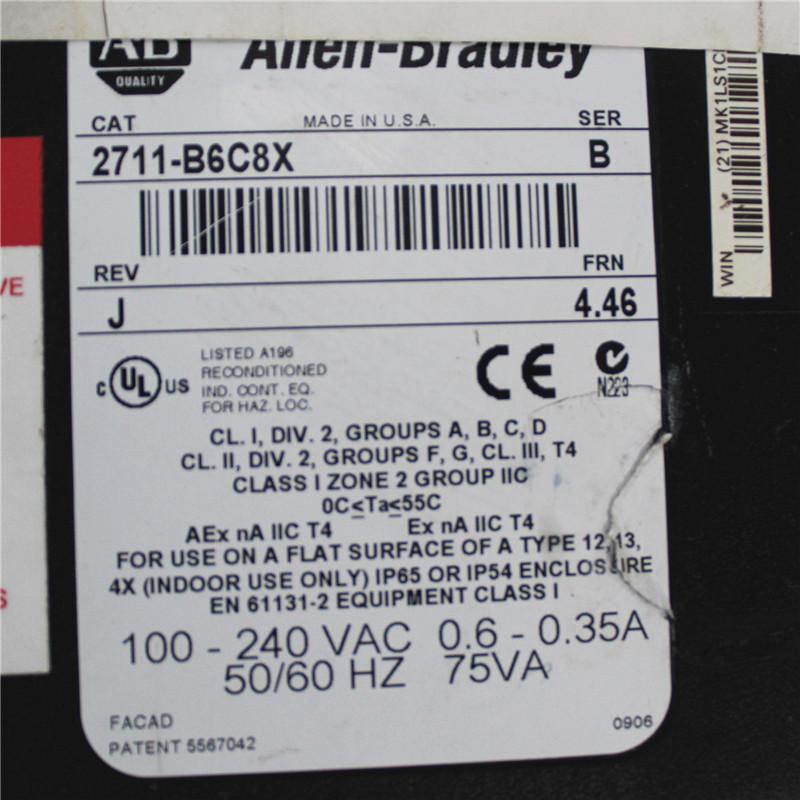 AB
QUALITY
Allen-Bradley
CAT
MADE IN U.S.A.
SER
2711-B6C8X
B
REV
FRN
J
4.46
C UL US
LISTED A196
RECONDITIONED
IND. CONT. EQ.
FOR HAZ. LOC.
CE
N223
CL. I, DIV. 2, GROUPS A, B, C, D
CL. II, DIV. 2, GROUPS F, G, CL. III, T4
CLASS I ZONE 2 GROUP IIC
0C≤Ta≤55C
AEx nA IIC T4 Ex nA IIC T4
FOR USE ON A FLAT SURFACE OF A TYPE 12, 13,
4X (INDOOR USE ONLY) IP65 OR IP54 ENCLOSURE
EN 61131-2 EQUIPMENT CLASS I
100 - 240 VAC 0.6 - 0.35A
50/60 HZ 75VA
FACAD
PATENT 5567042
0906
WIN
(21) MK1LS1C
VE
S